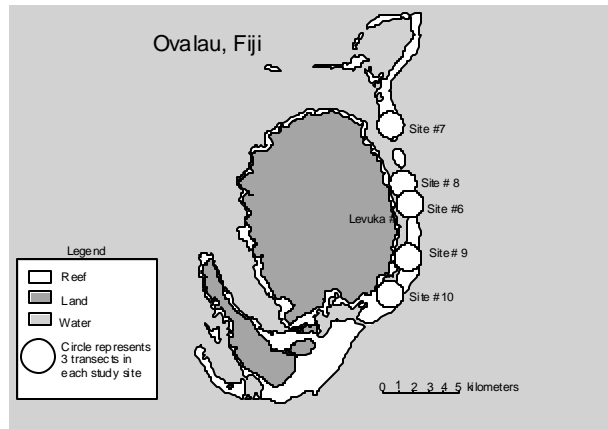 Ovalau, Fiji
Site #7
Site # 8
Site #6
Levuka #
Site # 9
Site #10
Legend
Reef
Land
Water
Circle represents
3 transects in
each study site
0 1 2 3 4 5 kilometers